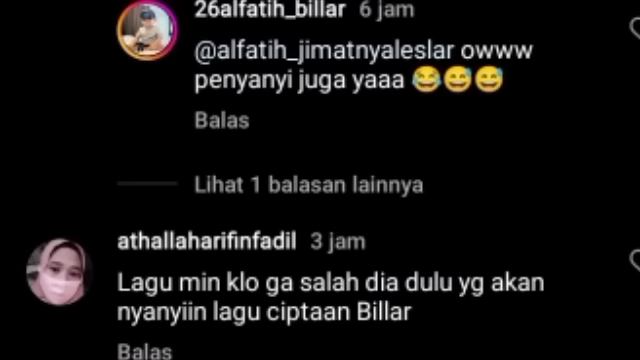 26alfatih_billar 6 jam
@alfatih_jimatnyaleslar owww
penyanyi juga yaaa 😂😅😅
Balas
Lihat 1 balasan lainnya
athallaharifinfadil 3 jam
Lagu min klo ga salah dia dulu yg akan
nyanyiin lagu ciptaan Billar
Balas